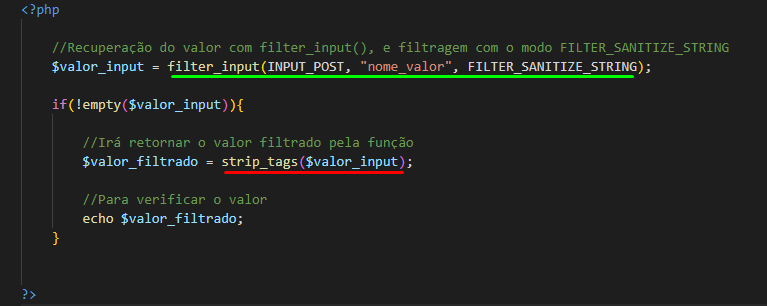 <?php
//Recuperação do valor com filter_input(), e filtragem com o modo FILTER_SANITIZE_STRING
$valor_input = filter_input(INPUT_POST, "nome_valor", FILTER_SANITIZE_STRING);
if(!empty($valor_input)){
//Irá retornar o valor filtrado pela função
$valor_filtrado = strip_tags($valor_input);
//Para verificar o valor
echo $valor_filtrado;
}
?>